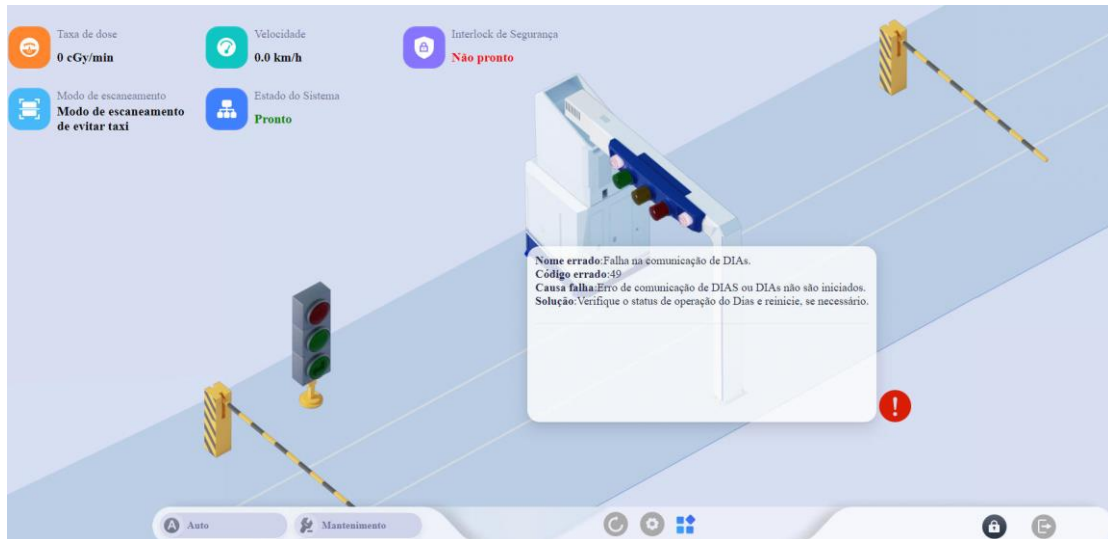 Taxa de dose
0 cGy/min
Velocidade
0.0 km/h
Interlock de Segurança
Não pronto
Modo de escaneamento
Modo de escaneamento
de evitar taxi
Estado do Sistema
Pronto
Nome errado:Falha na comunicação de DIAs.
Código errado:49
Causa falha:Erro de comunicação de DIAS ou DIAs não são iniciados.
Solução:Verifique o status de operação do Dias e reinicie, se necessário.
!
A Auto
Mantenimento